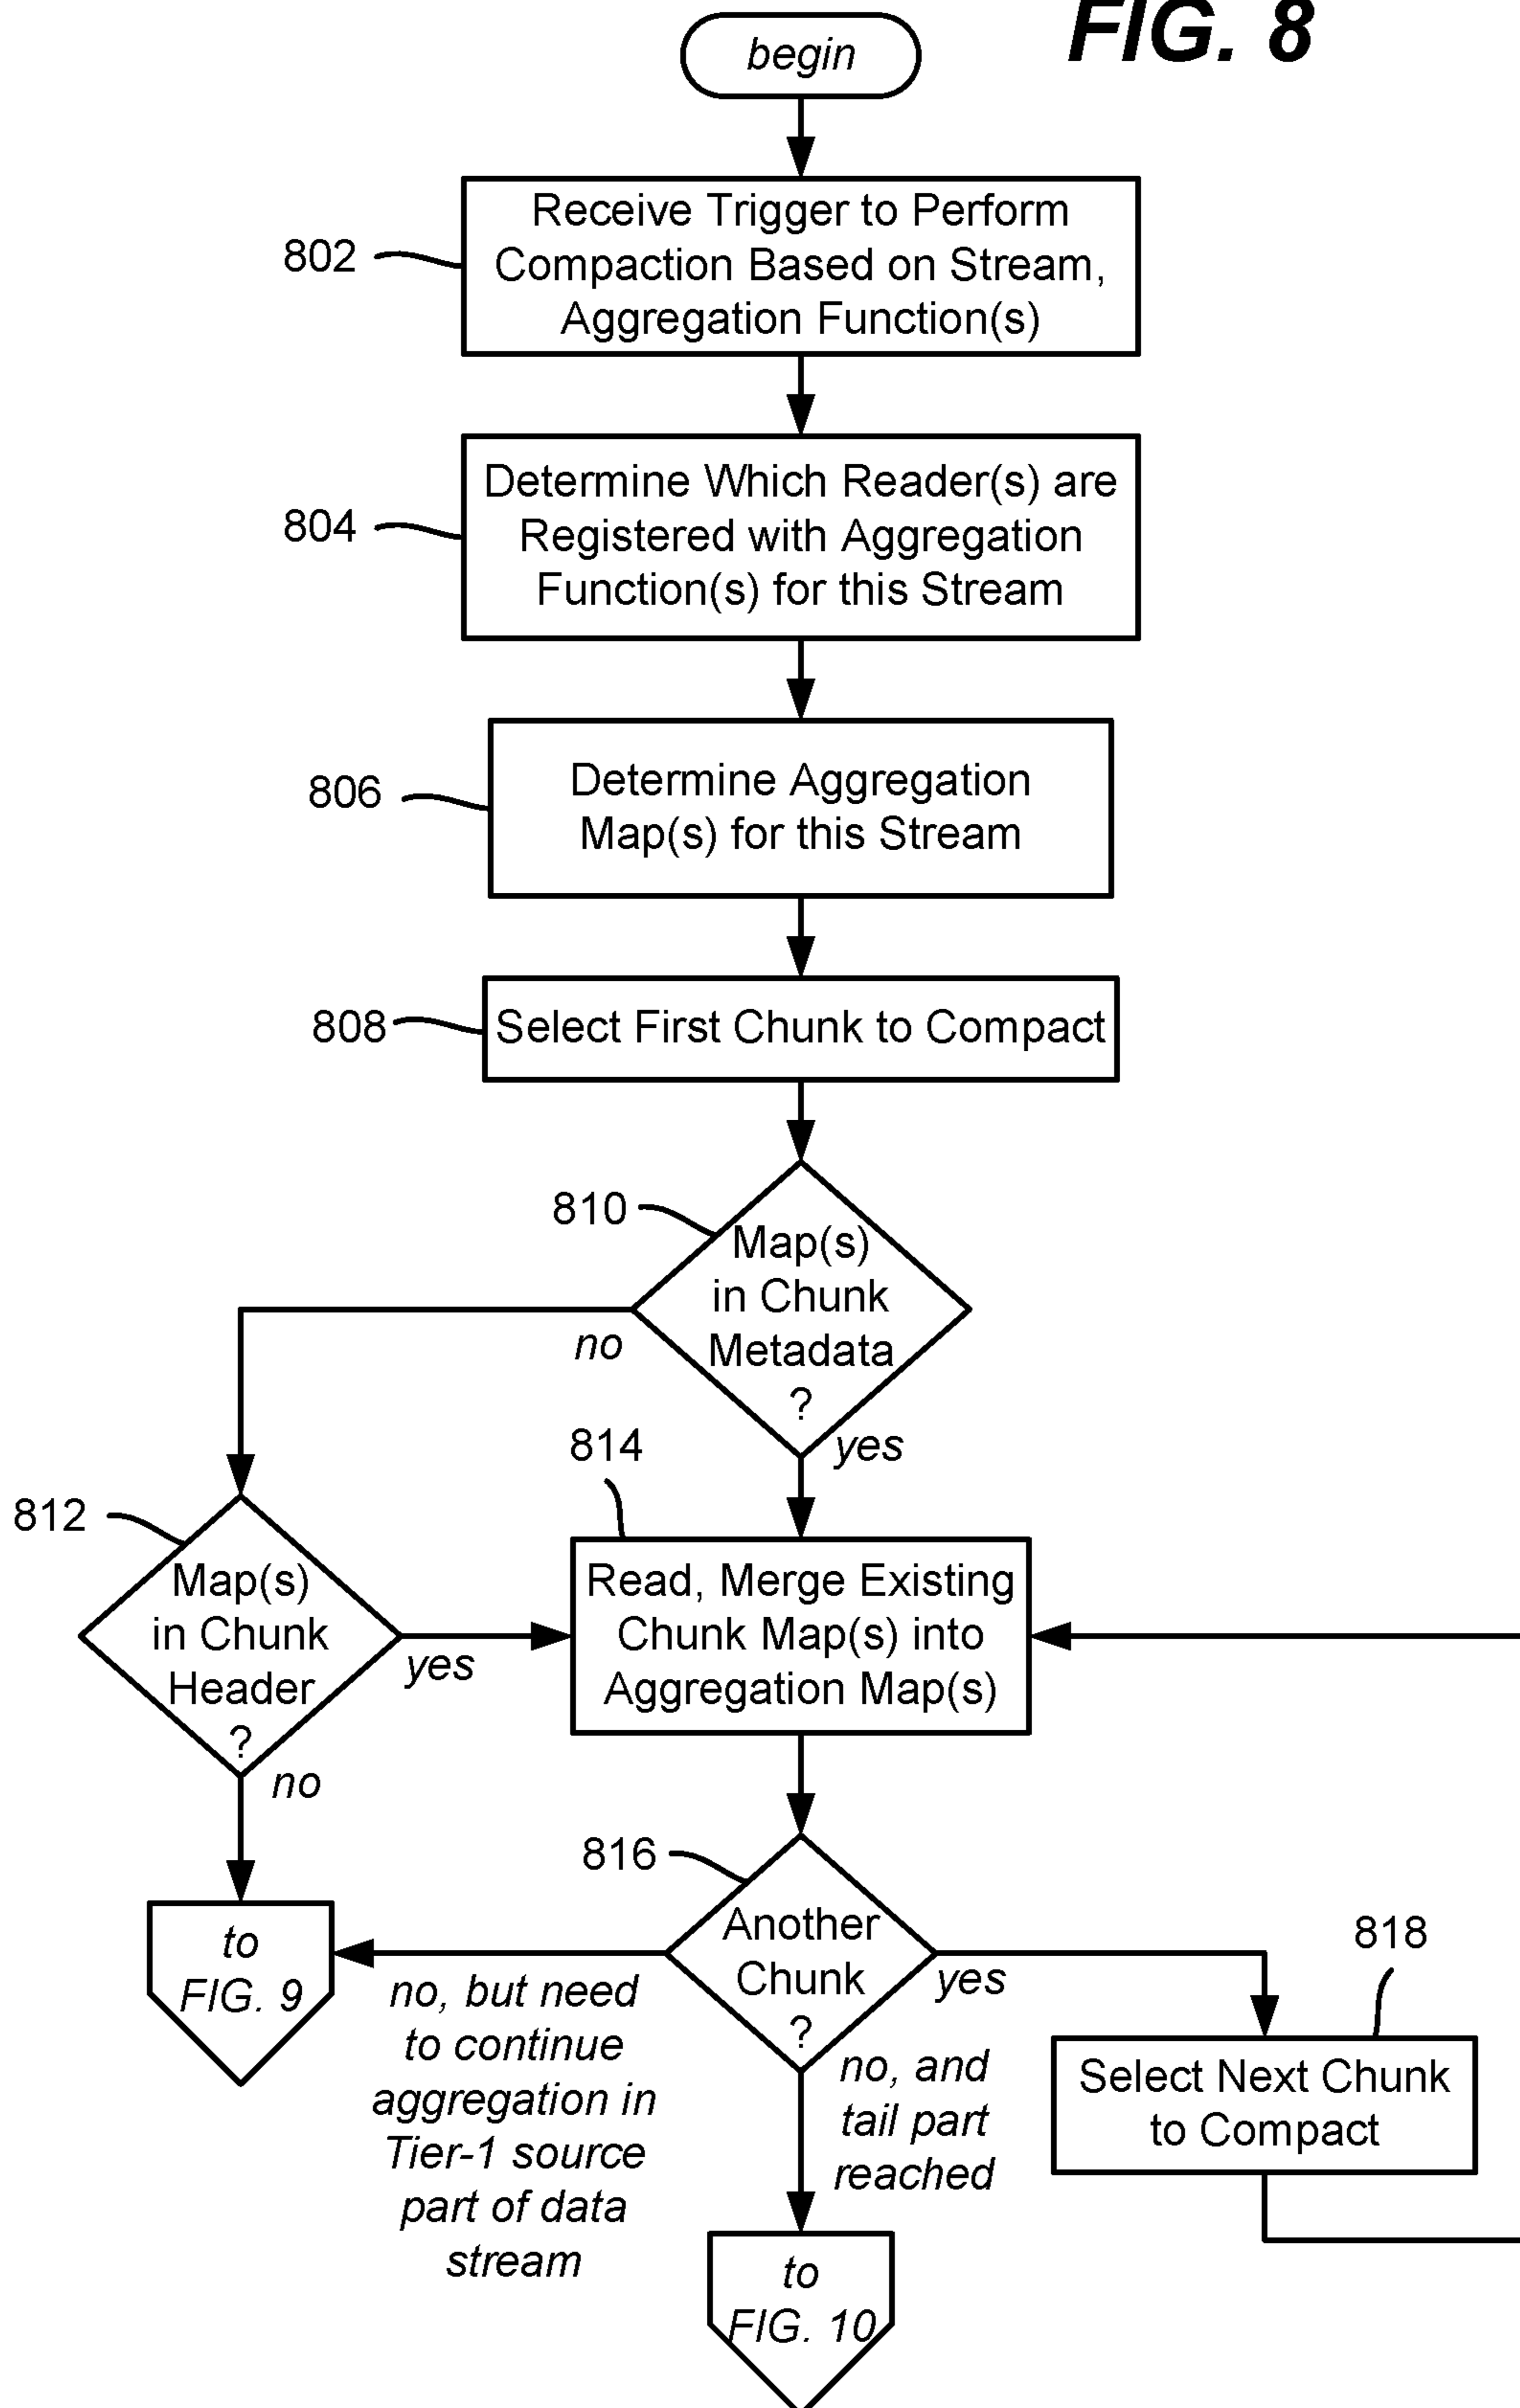 FIG. 8
begin
802
Receive Trigger to Perform
Compaction Based on Stream,
Aggregation Function(s)
804
Determine Which Reader(s) are
Registered with Aggregation
Function(s) for this Stream
806
Determine Aggregation
Map(s) for this Stream
808
Select First Chunk to Compact
810
Map(s)
in Chunk
Metadata
?
no
yes
812
Map(s)
in Chunk
Header
?
yes
no
814
Read, Merge Existing
Chunk Map(s) into
Aggregation Map(s)
816
Another
Chunk
?
yes
818
Select Next Chunk
to Compact
to
FIG. 9
no, but need
to continue
aggregation in
Tier-1 source
part of data
stream
no, and
tail part
reached
to
FIG. 10